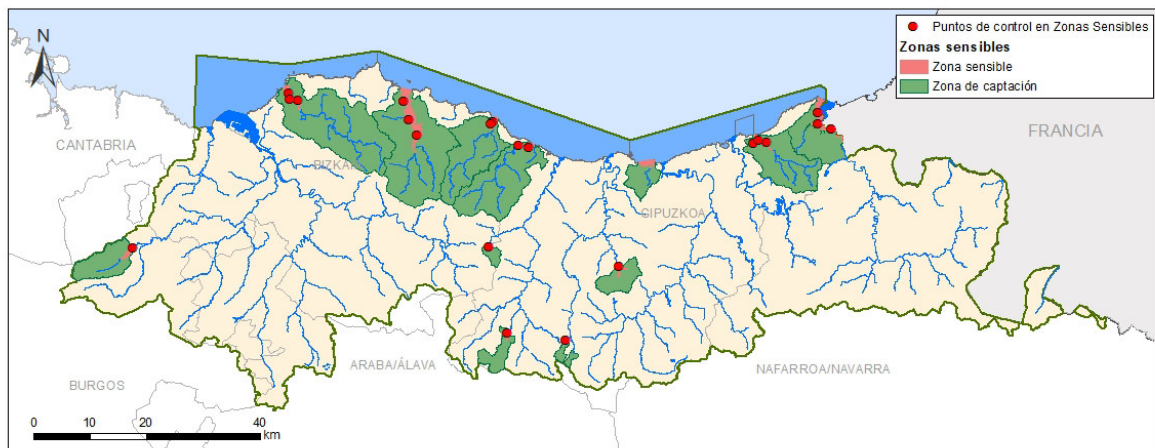 N
Puntos de control en Zonas Sensibles
Zonas sensibles
Zona sensible
Zona de captación
FRANCIA
CANTABRIA
GIPUZKOA
ARABA/ÁLAVA
NAFARROA/NAVARRA
BURGOS
0 10 20 40
km